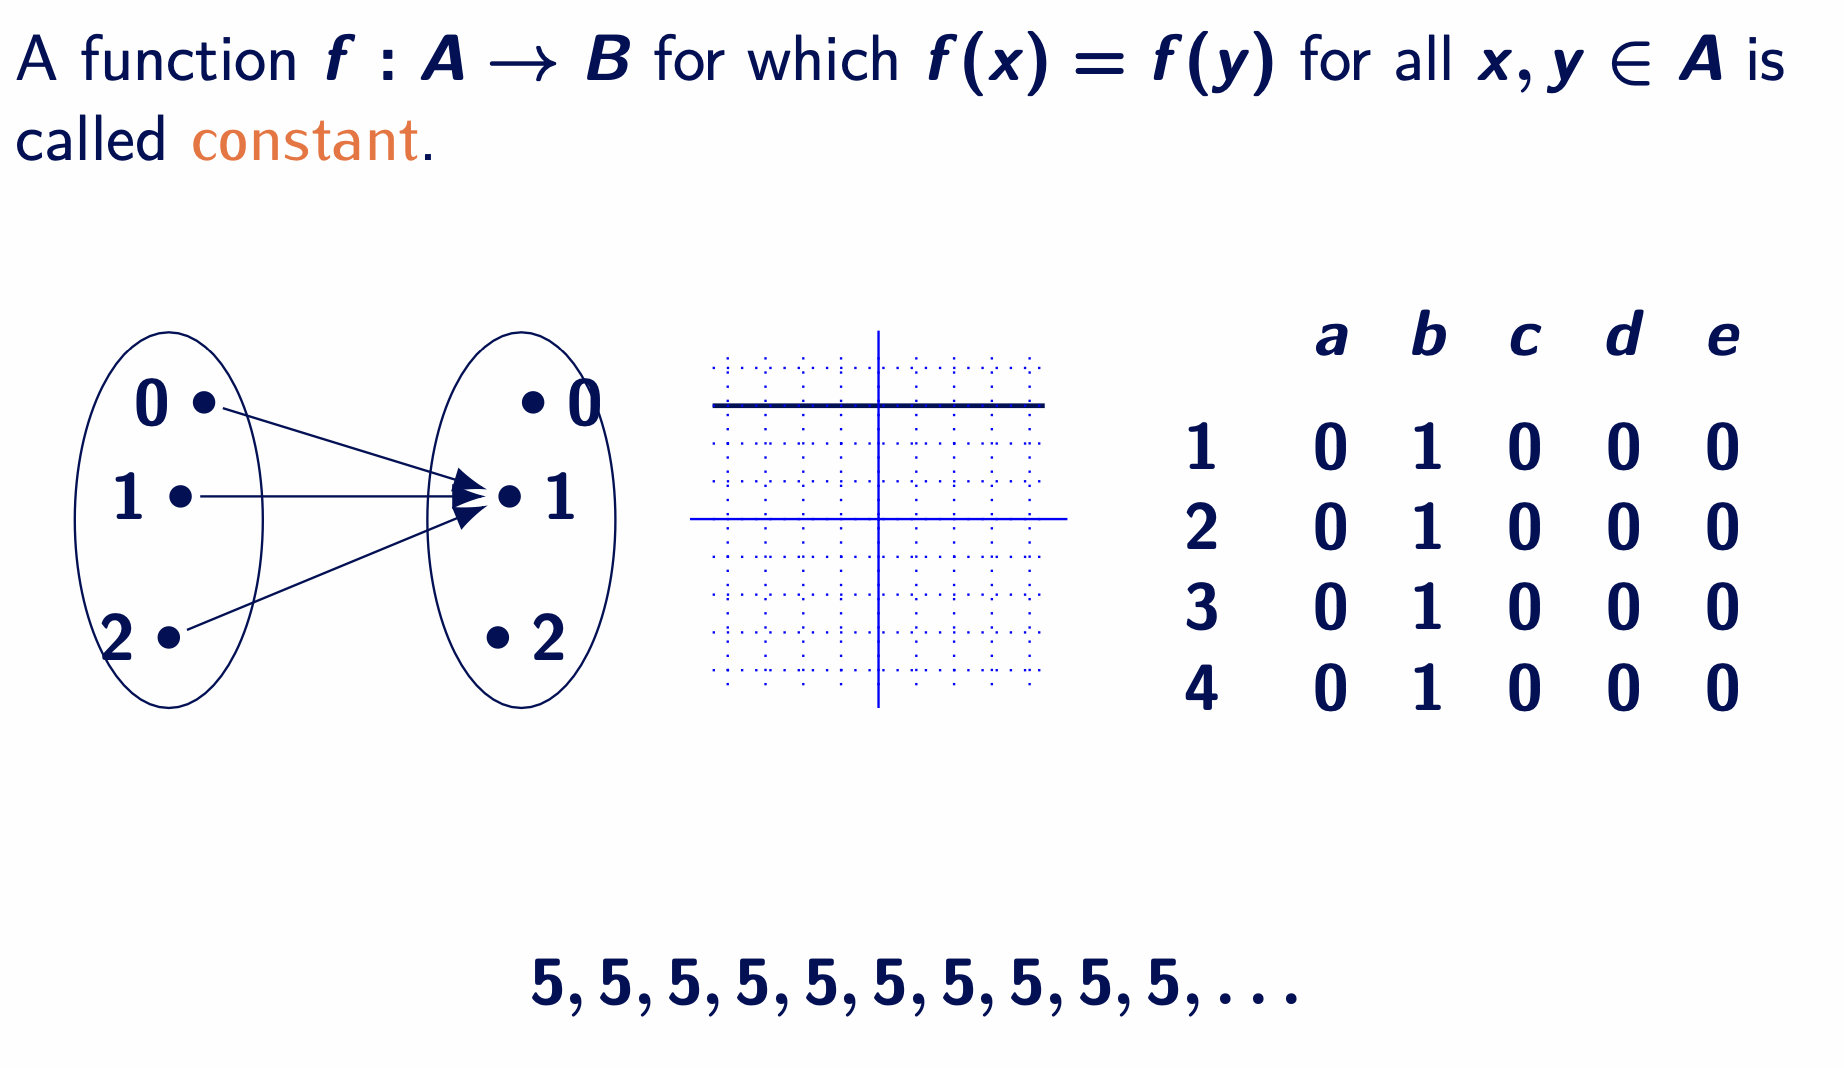 A function f : A → B for which f(x) = f(y) for all x, y ∈ A is
called constant.
0 0
1 1
2 2
a b c d e
1 0 1 0 0 0
2 0 1 0 0 0
3 0 1 0 0 0
4 0 1 0 0 0
5, 5, 5, 5, 5, 5, 5, 5, 5, 5, . . .